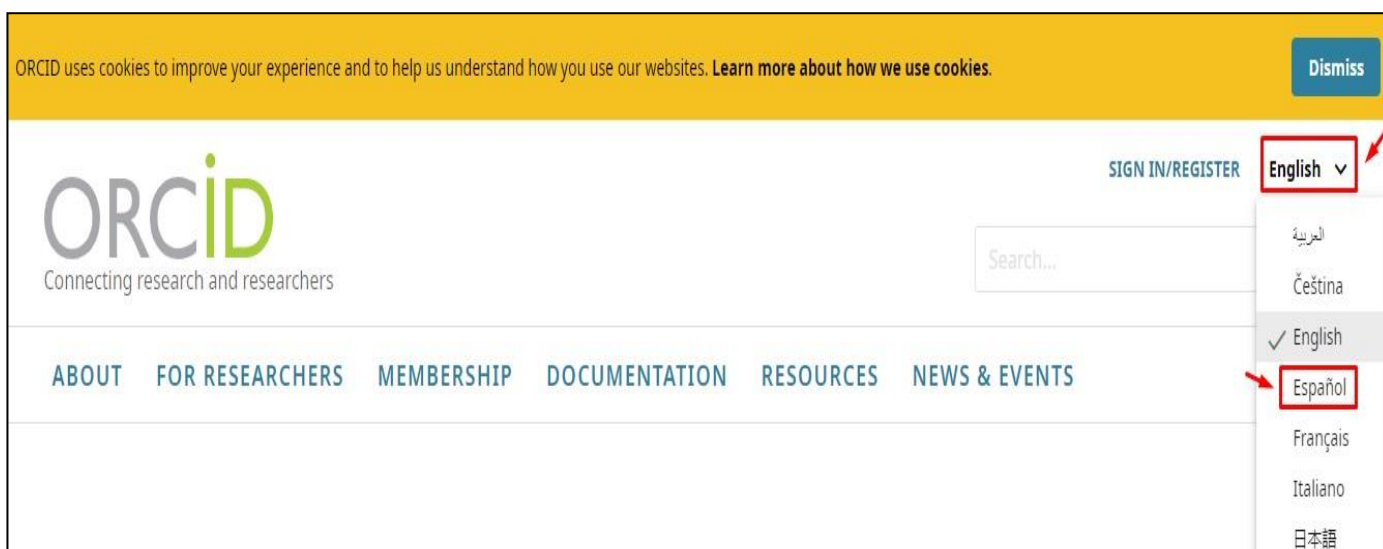 ORCID uses cookies to improve your experience and to help us understand how you use our websites. Learn more about how we use cookies.
Dismiss
SIGN IN/REGISTER
English
ORCID
Connecting research and researchers
Search...
العربية
Čeština
English
Español
Français
Italiano
日本語
ABOUT FOR RESEARCHERS MEMBERSHIP DOCUMENTATION RESOURCES NEWS & EVENTS